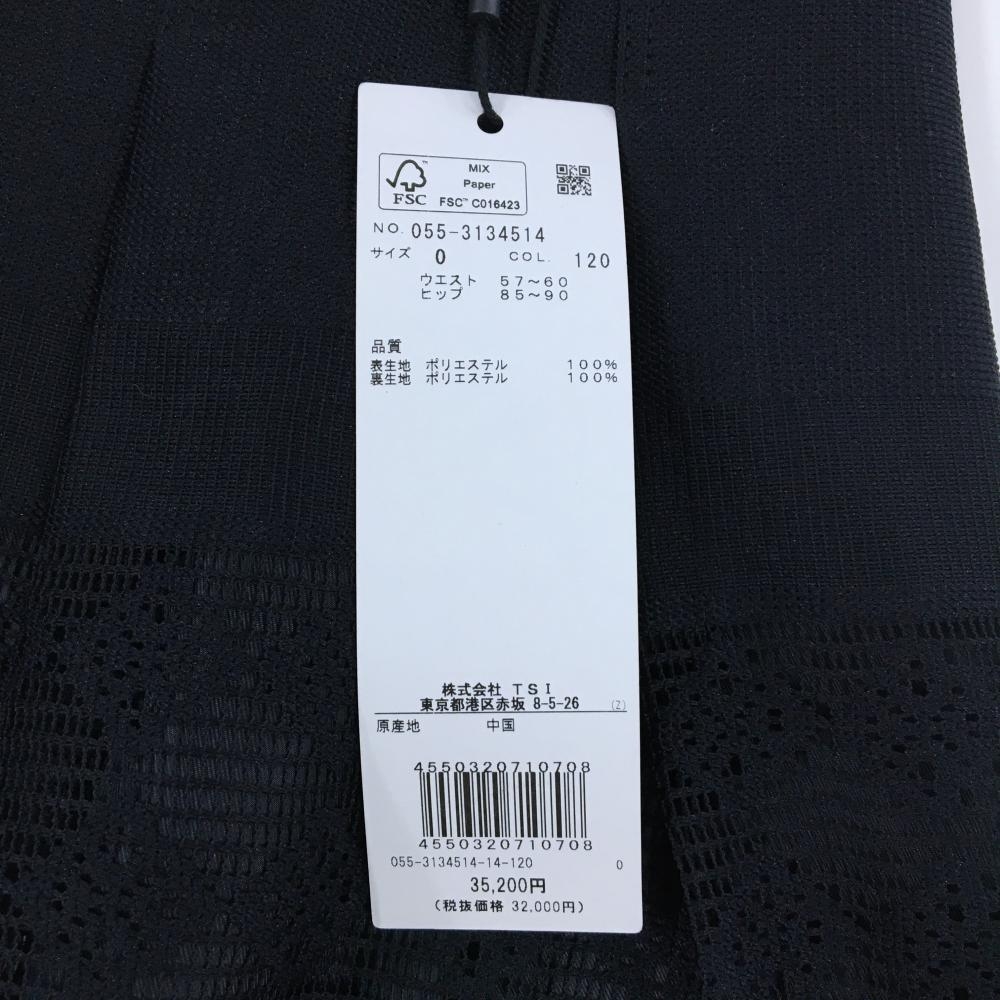 FSC™
MIX
Paper
FSC™ C016423
NO. 055-3134514
サイズ 0 COL. 120
ウエスト 57～60
ヒップ 85～90
品質
表生地 ポリエステル 100%
裏生地 ポリエステル 100%
株式会社 TSI
東京都港区赤坂 8-5-26 (Z)
原産地 中国
4550320710708
4550320710708
055-3134514-14-120 0
35,200円
(税抜価格 32,000円)